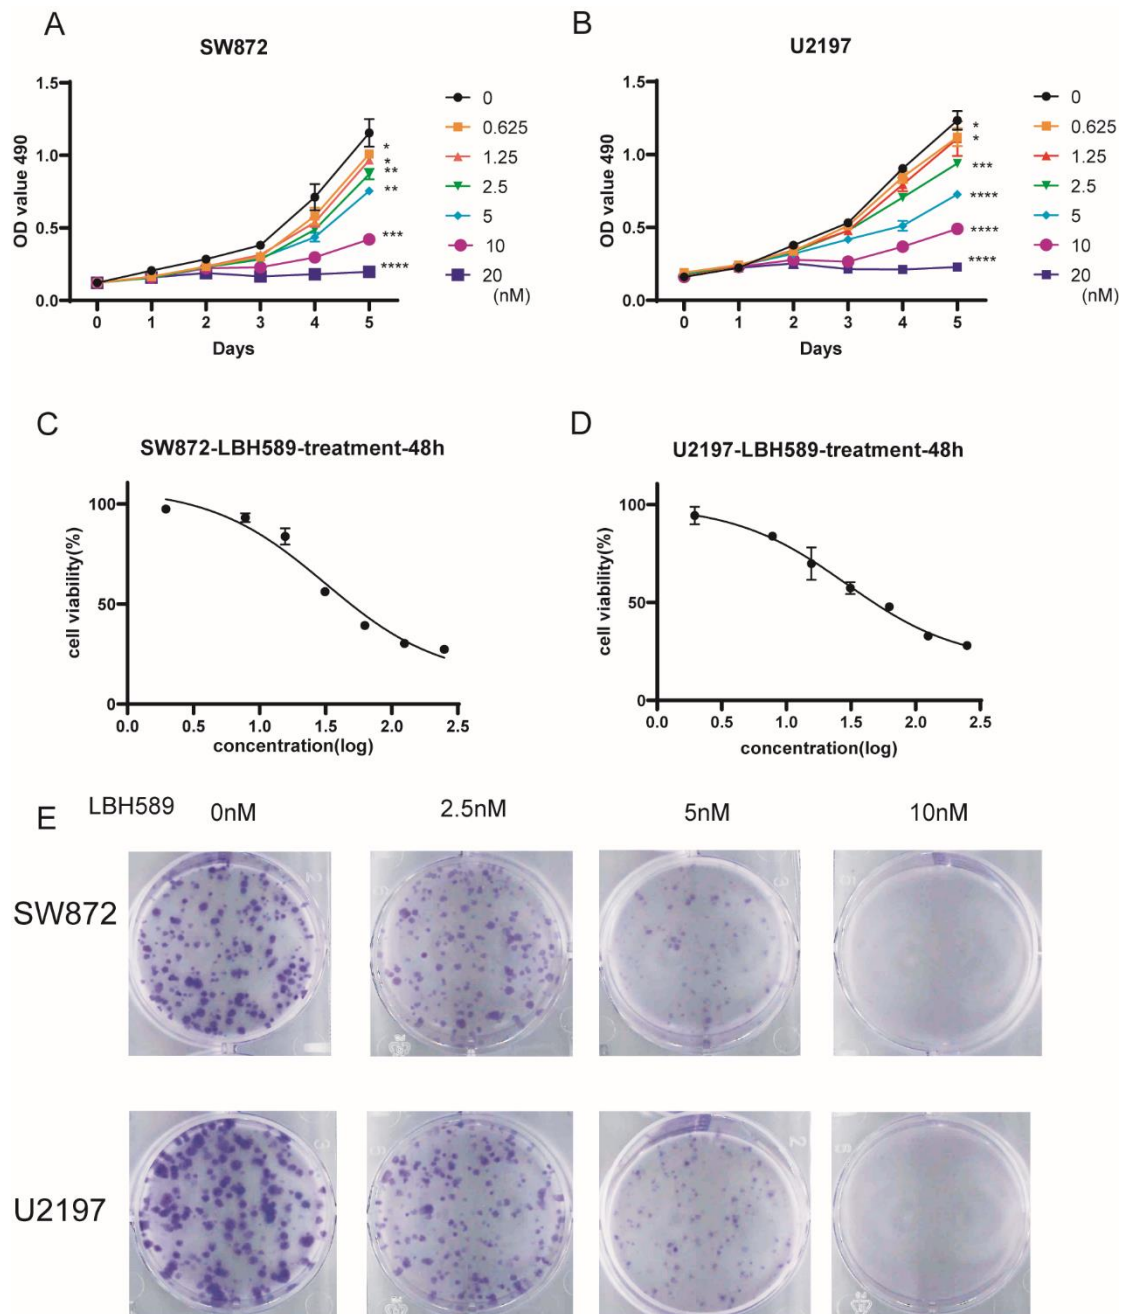 A
SW872
OD value 490
1.5
1.0
0.5
0.0
0 1 2 3 4 5
Days
0
0.625
1.25
2.5
5
10
20
(nM)
*
*
**
**
***
****
B
U2197
OD value 490
1.5
1.0
0.5
0.0
0 1 2 3 4 5
Days
0
0.625
1.25
2.5
5
10
20
(nM)
*
*
***
****
****
****
C
SW872-LBH589-treatment-48h
cell viability(%)
100
50
0
0.0 0.5 1.0 1.5 2.0 2.5
concentration(log)
D
U2197-LBH589-treatment-48h
cell viability(%)
100
50
0
0.0 0.5 1.0 1.5 2.0 2.5
concentration(log)
E
LBH589 0nM 2.5nM 5nM 10nM
SW872
U2197